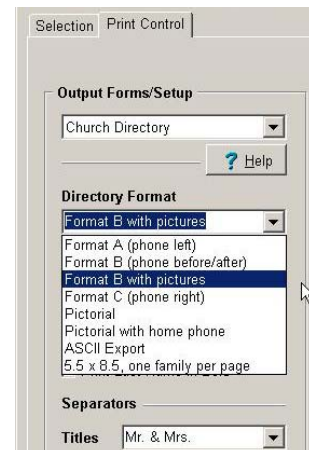 Selection Print Control
Output Forms/Setup
Church Directory
? Help
Directory Format
Format B with pictures
Format A (phone left)
Format B (phone before/after)
Format B with pictures
Format C (phone right)
Pictorial
Pictorial with home phone
ASCII Export
5.5 x 8.5, one family per page
Separators
Titles Mr. & Mrs.